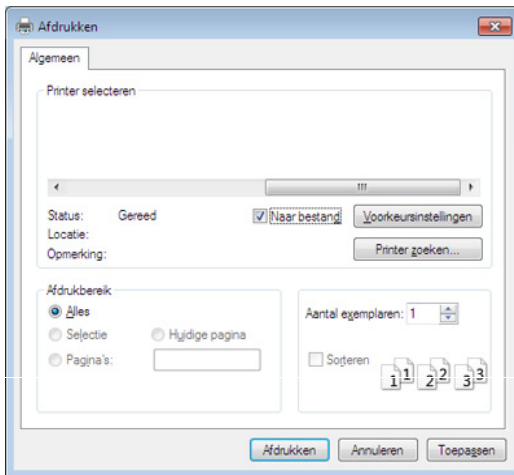 Afdrukken
Algemeen
Printer selecteren
Status: Gereed
Naar bestand
Voorkeursinstellingen
Locatie:
Opmerking:
Printer zoeken...
Afdrukbereik
Alles
Selectie
Huidige pagina
Pagina's:
Aantal exemplaren: 1
Sorteren
1 1 2 2 3 3
Afdrukken
Annuleren
Toepassen